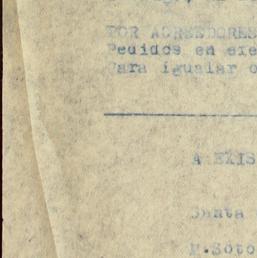 POR ACREEDORES
Pedidos en eje
Para igualar o
A EXIS
Santa
M.Soto